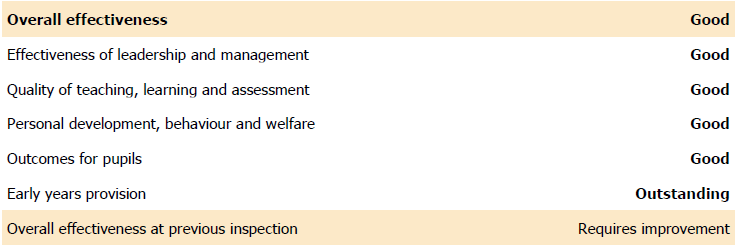 Overall effectiveness Good
Effectiveness of leadership and management Good
Quality of teaching, learning and assessment Good
Personal development, behaviour and welfare Good
Outcomes for pupils Good
Early years provision Outstanding
Overall effectiveness at previous inspection Requires improvement